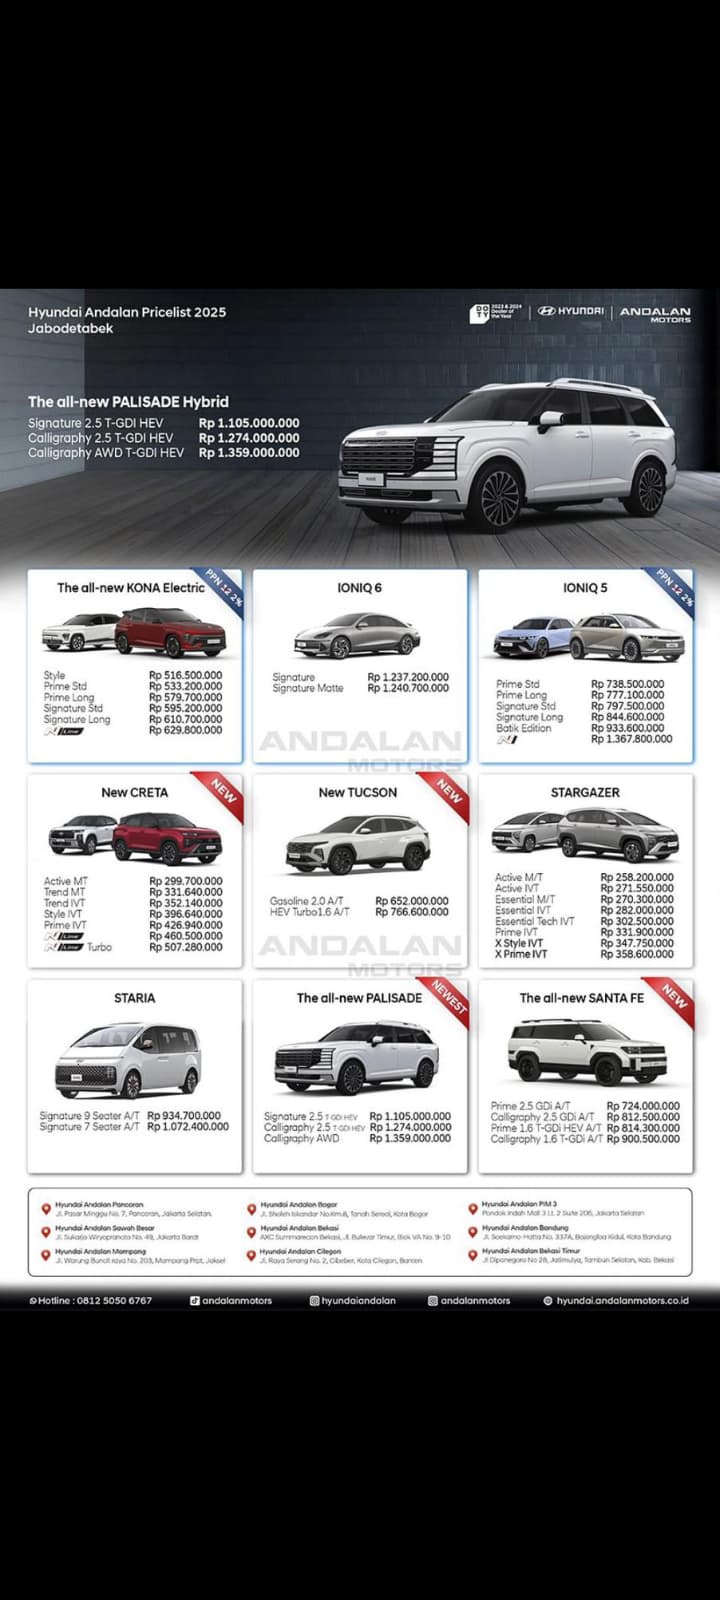 Hyundai Andalan Pricelist 2025
Jabodetabek
DOTY 2023 & 2024 Dealer of the Year
HYUNDAI
ANDALAN MOTORS
The all-new PALISADE Hybrid
Signature 2.5 T-GDI HEV Rp 1.105.000.000
Calligraphy 2.5 T-GDI HEV Rp 1.274.000.000
Calligraphy AWD T-GDI HEV Rp 1.359.000.000
The all-new KONA Electric
PPN 12.2%
Style Rp 516.500.000
Prime Std Rp 533.200.000
Prime Long Rp 579.700.000
Signature Std Rp 595.200.000
Signature Long Rp 610.700.000
N Line Rp 629.800.000
IONIQ 6
Signature Rp 1.237.200.000
Signature Matte Rp 1.240.700.000
IONIQ 5
PPN 12.2%
Prime Std Rp 738.500.000
Prime Long Rp 777.100.000
Signature Std Rp 797.500.000
Signature Long Rp 844.600.000
Batik Edition Rp 933.600.000
N Rp 1.367.800.000
ANDALAN
MOTORS
New CRETA
NEW
Active MT Rp 299.700.000
Trend MT Rp 331.640.000
Trend IVT Rp 352.140.000
Style IVT Rp 396.640.000
Prime IVT Rp 426.940.000
N Line Rp 460.500.000
N Line Turbo Rp 507.280.000
New TUCSON
NEW
Gasoline 2.0 A/T Rp 652.000.000
HEV Turbo1.6 A/T Rp 766.600.000
STARGAZER
Active M/T Rp 258.200.000
Active IVT Rp 271.550.000
Essential M/T Rp 270.300.000
Essential IVT Rp 282.000.000
Essential Tech IVT Rp 302.500.000
Prime IVT Rp 331.900.000
X Style IVT Rp 347.750.000
X Prime IVT Rp 358.600.000
ANDALAN
MOTORS
STARIA
Signature 9 Seater A/T Rp 934.700.000
Signature 7 Seater A/T Rp 1.072.400.000
The all-new PALISADE
NEWEST
Signature 2.5 T-GDI HEV Rp 1.105.000.000
Calligraphy 2.5 T-GDI HEV Rp 1.274.000.000
Calligraphy AWD Rp 1.359.000.000
The all-new SANTA FE
NEW
Prime 2.5 GDi A/T Rp 724.000.000
Calligraphy 2.5 GDi A/T Rp 812.500.000
Prime 1.6 T-GDi HEV A/T Rp 814.300.000
Calligraphy 1.6 T-GDi A/T Rp 900.500.000
Hyundai Andalan Pancoran
Jl. Pasar Minggu No. 7, Pancoran, Jakarta Selatan.
Hyundai Andalan Sawah Besar
Jl. Sukarjo Wiryopranoto No. 49, Jakarta Barat
Hyundai Andalan Mampang
Jl. Warung Buncit Raya No. 203, Mampang Prpt, Jaksel
Hyundai Andalan Bogor
Jl. Sholeh Iskandar No.Km.8, Tanah Sereal, Kota Bogor
Hyundai Andalan Bekasi
AXC Summarecon Bekasi, Jl. Bulevar Timur, Blok VA No. 9-10
Hyundai Andalan Cilegon
Jl. Raya Serang No. 2, Cibeber, Kota Cilegon, Banten
Hyundai Andalan PIM 3
Pondok Indah Mall 3 Lt. 2 Suite 206, Jakarta Selatan
Hyundai Andalan Bandung
Jl. Soekarno-Hatta No. 337A, Bojongloa Kidul, Kota Bandung
Hyundai Andalan Bekasi Timur
Jl Diponegoro No 28, Jatimulya, Tambun Selatan, Kab. Bekasi
Hotline : 0812 5050 6767 andalanmotors hyundaiandalan andalanmotors hyundai.andalanmotors.co.id